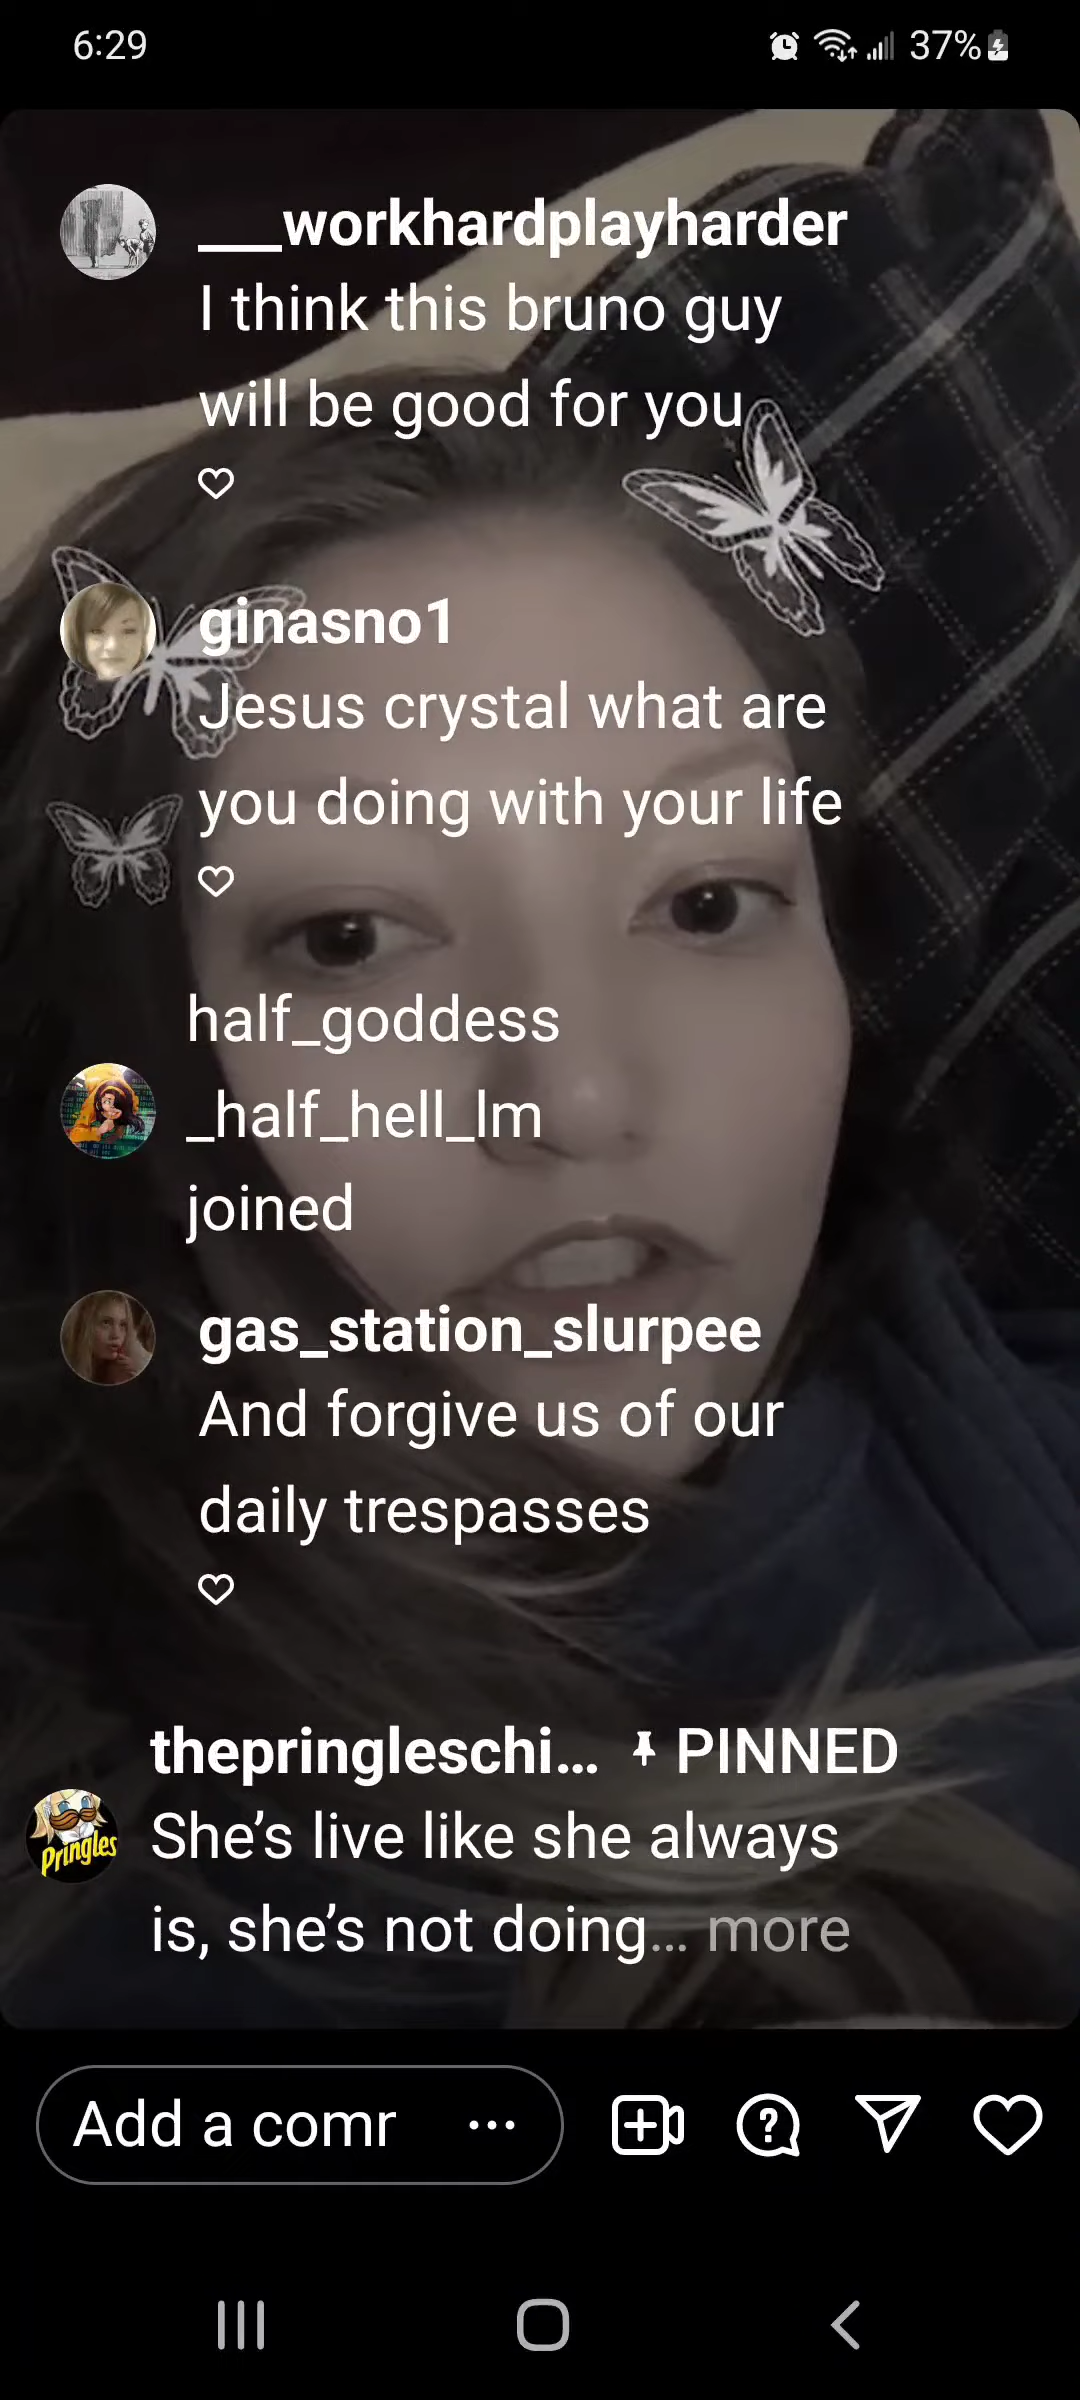 6:29
37%
___workhardplayharder
I think this bruno guy
will be good for you
ginasno1
Jesus crystal what are
you doing with your life
half_goddess
_half_hell_lm
joined
gas_station_slurpee
And forgive us of our
daily trespasses
thepringleschi... PINNED
Pringles
She's live like she always
is, she's not doing... more
Add a comr